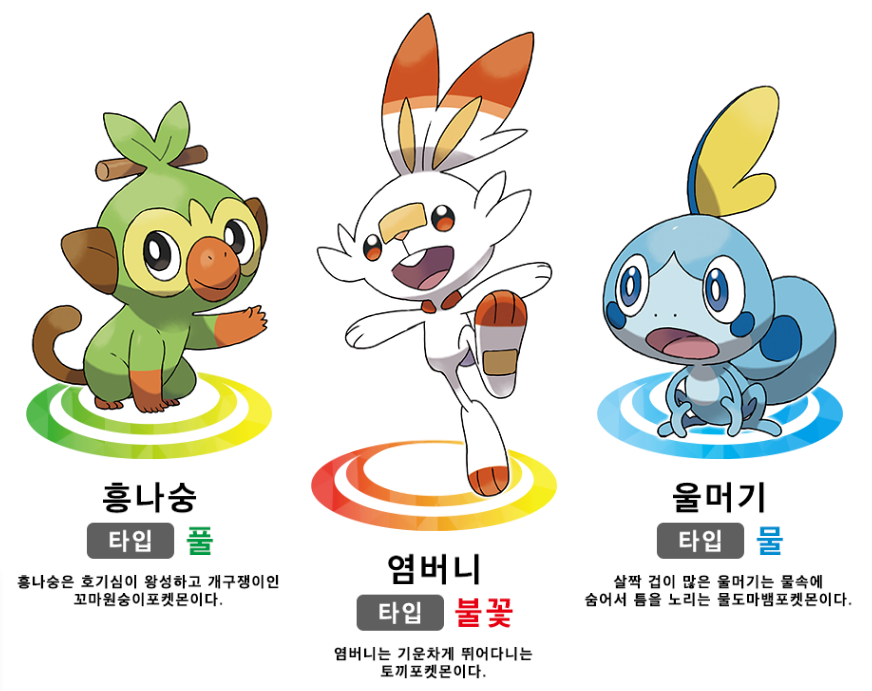 흥나숭
타입 풀
흥나숭은 호기심이 왕성하고 개구쟁이인
꼬마원숭이포켓몬이다.
염버니
타입 불꽃
염버니는 기운차게 뛰어다니는
토끼포켓몬이다.
울머기
타입 물
살짝 겁이 많은 울머기는 물속에
숨어서 틈을 노리는 물도마뱀포켓몬이다.